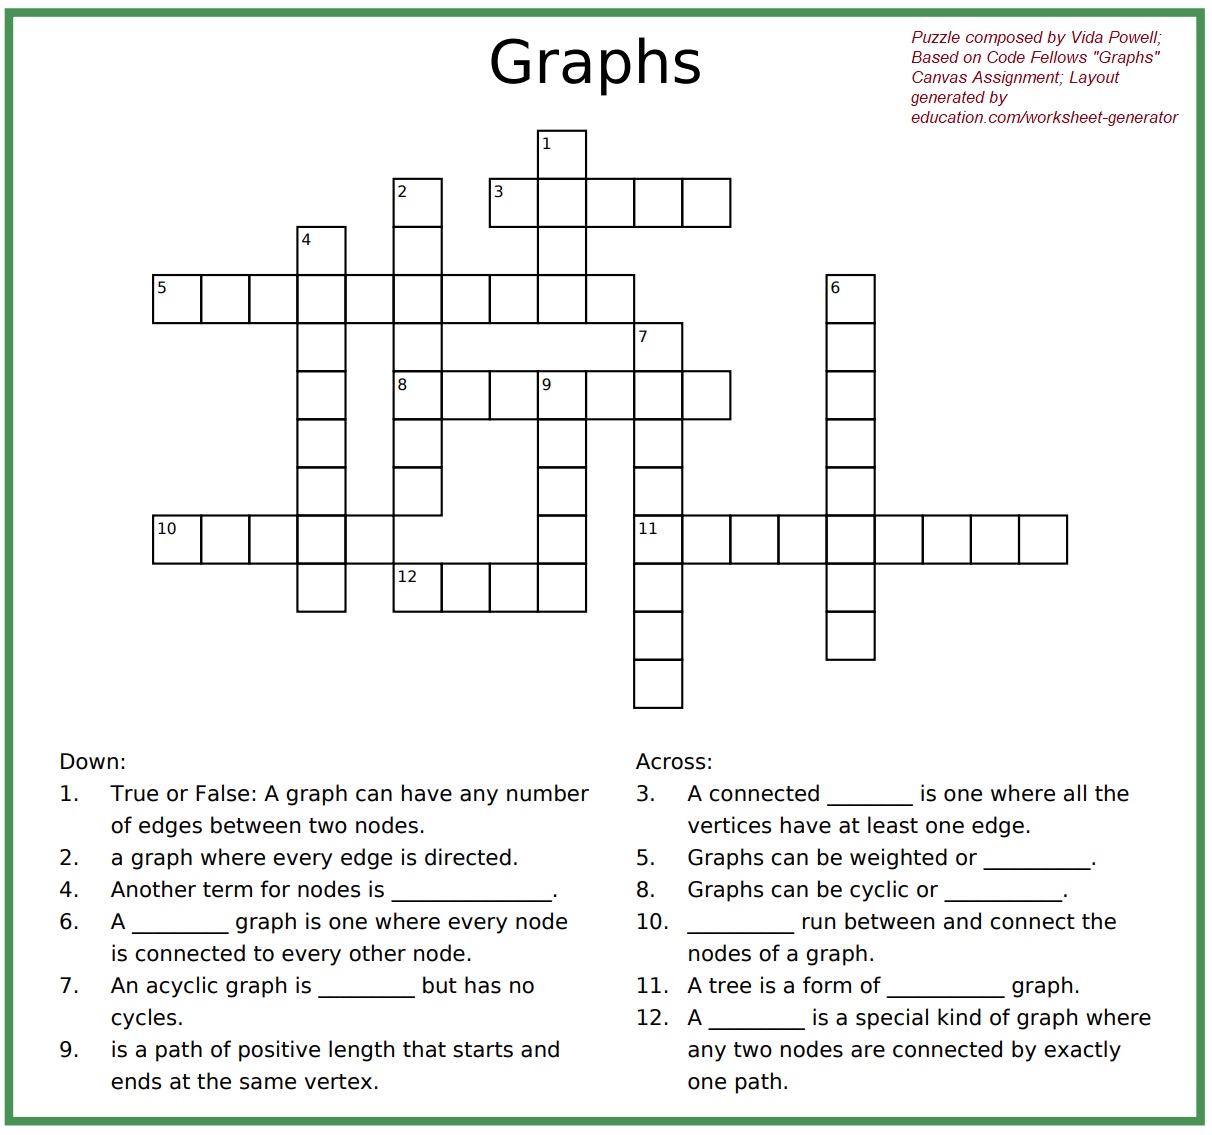 Graphs
Puzzle composed by Vida Powell;
Based on Code Fellows "Graphs"
Canvas Assignment; Layout
generated by
education.com/worksheet-generator
1
2
3
4
5
6
7
8
9
10
11
12
Down:
1. True or False: A graph can have any number
of edges between two nodes.
2. a graph where every edge is directed.
4. Another term for nodes is _______________.
6. A _________ graph is one where every node
is connected to every other node.
7. An acyclic graph is _________ but has no
cycles.
9. is a path of positive length that starts and
ends at the same vertex.
Across:
3. A connected ________ is one where all the
vertices have at least one edge.
5. Graphs can be weighted or __________.
8. Graphs can be cyclic or ___________.
10. __________ run between and connect the
nodes of a graph.
11. A tree is a form of ___________ graph.
12. A _________ is a special kind of graph where
any two nodes are connected by exactly
one path.